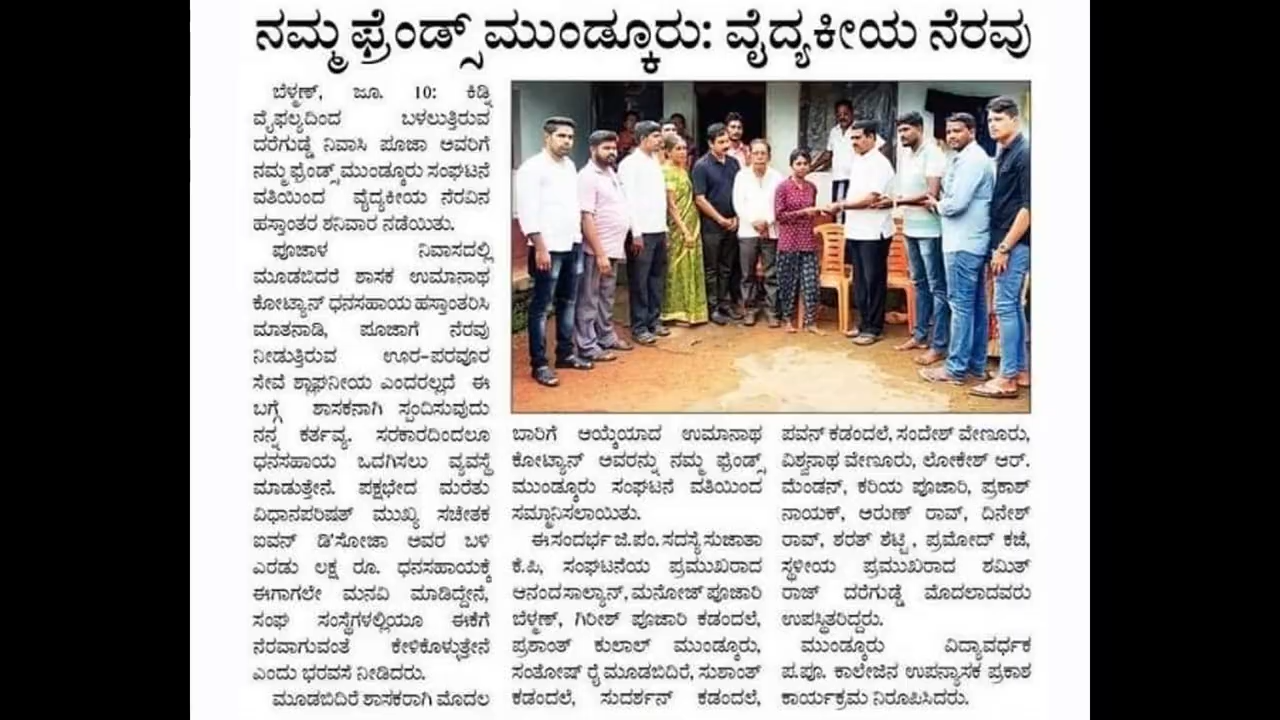 ನಮ್ಮ ಫ್ರೆಂಡ್ಸ್ ಮುಂಡ್ಕೂರು: ವೈದ್ಯಕೀಯ ನೆರವು
ಬೆಳ್ಮಣ್, ಜೂ. 10: ಕಿಡ್ನಿ
ವೈಫಲ್ಯದಿಂದ ಬಳಲುತ್ತಿರುವ
ದರೆಗುಡ್ಡೆ ನಿವಾಸಿ ಪೂಜಾ ಅವರಿಗೆ
ನಮ್ಮ ಫ್ರೆಂಡ್ಸ್ ಮುಂಡ್ಕೂರು ಸಂಘಟನೆ
ವತಿಯಿಂದ ವೈದ್ಯಕೀಯ ನೆರವಿನ
ಹಸ್ತಾಂತರ ಶನಿವಾರ ನಡೆಯಿತು.
ಪೂಜಾಳ ನಿವಾಸದಲ್ಲಿ
ಮೂಡಬಿದರೆ ಶಾಸಕ ಉಮಾನಾಥ
ಕೋಟ್ಯಾನ್ ಧನಸಹಾಯ ಹಸ್ತಾಂತರಿಸಿ
ಮಾತನಾಡಿ, ಪೂಜಾಗೆ ನೆರವು
ನೀಡುತ್ತಿರುವ ಊರ-ಪರವೂರ
ಸೇವೆ ಶ್ಲಾಘನೀಯ ಎಂದರಲ್ಲದೆ ಈ
ಬಗ್ಗೆ ಶಾಸಕನಾಗಿ ಸ್ಪಂದಿಸುವುದು
ನನ್ನ ಕರ್ತವ್ಯ. ಸರಕಾರದಿಂದಲೂ
ಧನಸಹಾಯ ಒದಗಿಸಲು ವ್ಯವಸ್ಥೆ
ಮಾಡುತ್ತೇನೆ. ಪಕ್ಷಭೇದ ಮರೆತು
ವಿಧಾನಪರಿಷತ್ ಮುಖ್ಯ ಸಚೇತಕ
ಐವನ್ ಡಿ'ಸೋಜಾ ಅವರ ಬಳಿ
ಎರಡು ಲಕ್ಷ ರೂ. ಧನಸಹಾಯಕ್ಕೆ
ಈಗಾಗಲೇ ಮನವಿ ಮಾಡಿದ್ದೇನೆ,
ಸಂಘ ಸಂಸ್ಥೆಗಳಲ್ಲಿಯೂ ಈಕೆಗೆ
ನೆರವಾಗುವಂತೆ ಕೇಳಿಕೊಳ್ಳುತ್ತೇನೆ
ಎಂದು ಭರವಸೆ ನೀಡಿದರು.
ಮೂಡಬಿದಿರೆ ಶಾಸಕರಾಗಿ ಮೊದಲ
ಬಾರಿಗೆ ಆಯ್ಕೆಯಾದ ಉಮಾನಾಥ
ಕೋಟ್ಯಾನ್ ಅವರನ್ನು ನಮ್ಮ ಫ್ರೆಂಡ್ಸ್
ಮುಂಡ್ಕೂರು ಸಂಘಟನೆ ವತಿಯಿಂದ
ಸಮ್ಮಾನಿಸಲಾಯಿತು.
ಈ ಸಂದರ್ಭ ಜಿ.ಪಂ. ಸದಸ್ಯೆ ಸುಜಾತಾ
ಕೆ.ಪಿ, ಸಂಘಟನೆಯ ಪ್ರಮುಖರಾದ
ಆನಂದ ಸಾಲ್ಯಾನ್, ಮನೋಜ್ ಪೂಜಾರಿ
ಬೆಳ್ಮಣ್, ಗಿರೀಶ್ ಪೂಜಾರಿ ಕಡಂದಲೆ,
ಪ್ರಶಾಂತ್ ಕುಲಾಲ್ ಮುಂಡ್ಕೂರು,
ಸಂತೋಷ್ ರೈ ಮೂಡಬಿದಿರೆ, ಸುಶಾಂತ್
ಕಡಂದಲೆ, ಸುದರ್ಶನ್ ಕಡಂದಲೆ,
ಪವನ್ ಕಡಂದಲೆ, ಸಂದೇಶ್ ವೇಣೂರು,
ವಿಶ್ವನಾಥ ವೇಣೂರು, ಲೋಕೇಶ್ ಆರ್.
ಮೆಂಡನ್, ಕರಿಯ ಪೂಜಾರಿ, ಪ್ರಕಾಶ್
ನಾಯಕ್, ಅರುಣ್ ರಾವ್, ದಿನೇಶ್
ರಾವ್, ಶರತ್ ಶೆಟ್ಟಿ, ಪ್ರಮೋದ್ ಕಜೆ,
ಸ್ಥಳೀಯ ಪ್ರಮುಖರಾದ ಶಮಿತ್
ರಾಜ್ ದರೆಗುಡ್ಡೆ ಮೊದಲಾದವರು
ಉಪಸ್ಥಿತರಿದ್ದರು.
ಮುಂಡ್ಕೂರು ವಿದ್ಯಾವರ್ಧಕ
ಪ.ಪೂ. ಕಾಲೇಜಿನ ಉಪನ್ಯಾಸಕ ಪ್ರಕಾಶ
ಕಾರ್ಯಕ್ರಮ ನಿರೂಪಿಸಿದರು.